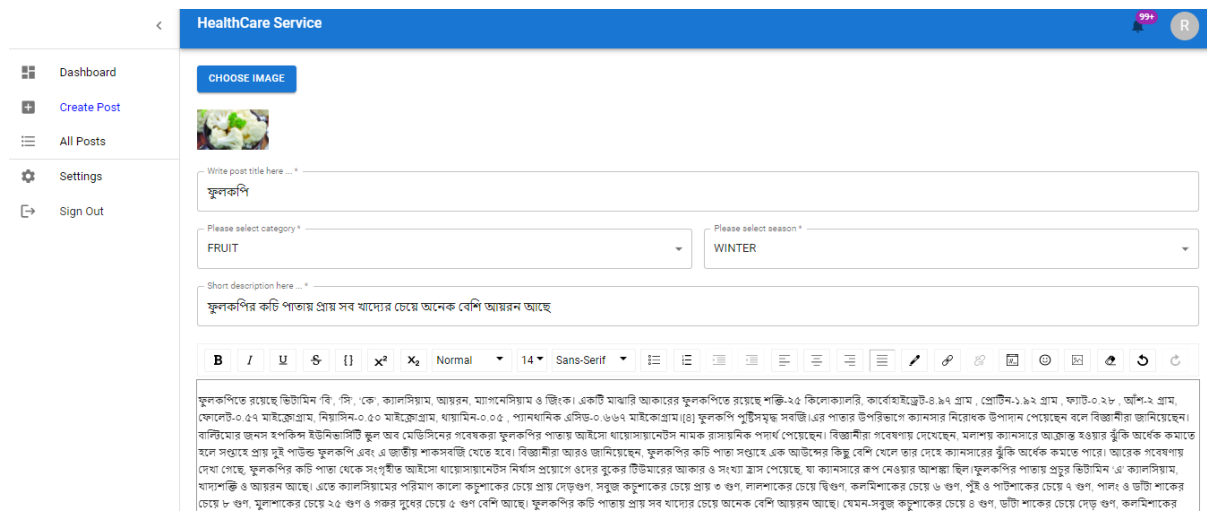 HealthCare Service
99+
R
Dashboard
Create Post
All Posts
Settings
Sign Out
CHOOSE IMAGE
Write post title here ... *
ফুলকপি
Please select category *
FRUIT
Please select season *
WINTER
Short description here ... *
ফুলকপির কচি পাতায় প্রায় সব খাদ্যের চেয়ে অনেক বেশি আয়রন আছে
B I U S {} x² x₂ Normal 14 Sans-Serif
ফুলকপিতে রয়েছে ভিটামিন 'বি', 'সি', 'কে', ক্যালসিয়াম, আয়রন, ম্যাগনেসিয়াম ও জিংক। একটি মাঝারি আকারের ফুলকপিতে রয়েছে শক্তি-২৫ কিলোক্যালরি, কার্বোহাইড্রেট-৪.৯৭ গ্রাম , প্রোটিন-১.৯২ গ্রাম , ফ্যাট-০.২৮ , আঁশ-২ গ্রাম,
ফোলেট-০.৫৭ মাইক্রোগ্রাম, নিয়াসিন-০.৫০ মাইক্রোগ্রাম, থায়ামিন-০.০৫ , প্যানথানিক এসিড-০.৬৬৭ মাইকোগ্রাম।[৪] ফুলকপি পুষ্টিসমৃদ্ধ সবজি।এর পাতার উপরিভাগে ক্যানসার নিরোধক উপাদান পেয়েছেন বলে বিজ্ঞানীরা জানিয়েছেন।
বাল্টিমোর জনস হপকিন্স ইউনিভার্সিটি স্কুল অব মেডিসিনের গবেষকরা ফুলকপির পাতায় আইসো থায়োসায়ানেটস নামক রাসায়নিক পদার্থ পেয়েছেন। বিজ্ঞানীরা গবেষণায় দেখেছেন, মলাশয় ক্যানসারে আক্রান্ত হওয়ার ঝুঁকি অর্ধেক কমাতে
হলে সপ্তাহে প্রায় দুই পাউন্ড ফুলকপি এবং এ জাতীয় শাকসবজি খেতে হবে। বিজ্ঞানীরা আরও জানিয়েছেন, ফুলকপির কচি পাতা সপ্তাহে এক আউন্সের কিছু বেশি খেলে তার দেহে ক্যানসারের ঝুঁকি অর্ধেক কমতে পারে। আরেক গবেষণায়
দেখা গেছে, ফুলকপির কচি পাতা থেকে সংগৃহীত আইসো থায়োসায়ানেটস নির্যাস প্রয়োগে ওদের বুকের টিউমারের আকার ও সংখ্যা হ্রাস পেয়েছে, যা ক্যানসারে রূপ নেওয়ার আশঙ্কা ছিল।ফুলকপির পাতায় প্রচুর ভিটামিন 'এ' ক্যালসিয়াম,
খাদ্যশক্তি ও আয়রন আছে। এতে ক্যালসিয়ামের পরিমাণ কালো কচুশাকের চেয়ে প্রায় দেড়গুণ, সবুজ কচুশাকের চেয়ে প্রায় ৩ গুণ, লালশাকের চেয়ে দ্বিগুণ, কলমিশাকের চেয়ে ৬ গুণ, পুঁই ও পাটশাকের চেয়ে ৭ গুণ, পালং ও ডাঁটা শাকের
চেয়ে ৮ গুণ, মুলাশাকের চেয়ে ২৫ গুণ ও গরুর দুধের চেয়ে ৫ গুণ বেশি আছে। ফুলকপির কচি পাতায় প্রায় সব খাদ্যের চেয়ে অনেক বেশি আয়রন আছে। যেমন-সবুজ কচুশাকের চেয়ে ৪ গুণ, ডাঁটা শাকের চেয়ে দেড় গুণ, কলমিশাকের